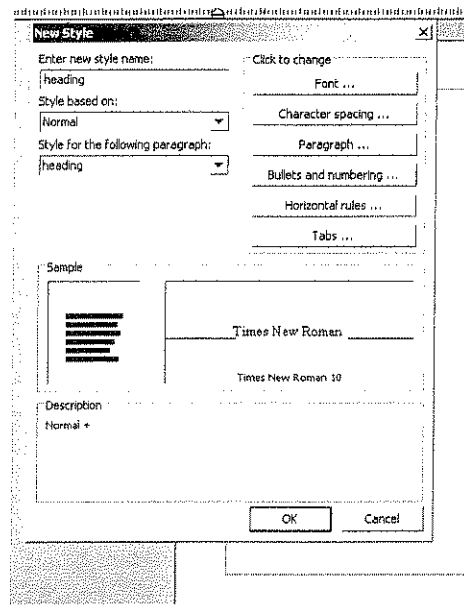 New Style
Enter new style name:
heading
Style based on:
Normal
Style for the following paragraph:
heading
Click to change
Font ...
Character spacing ...
Paragraph ...
Bullets and numbering ...
Horizontal rules ...
Tabs ...
Sample
Times New Roman
Times New Roman 10
Description
Normal +
OK
Cancel